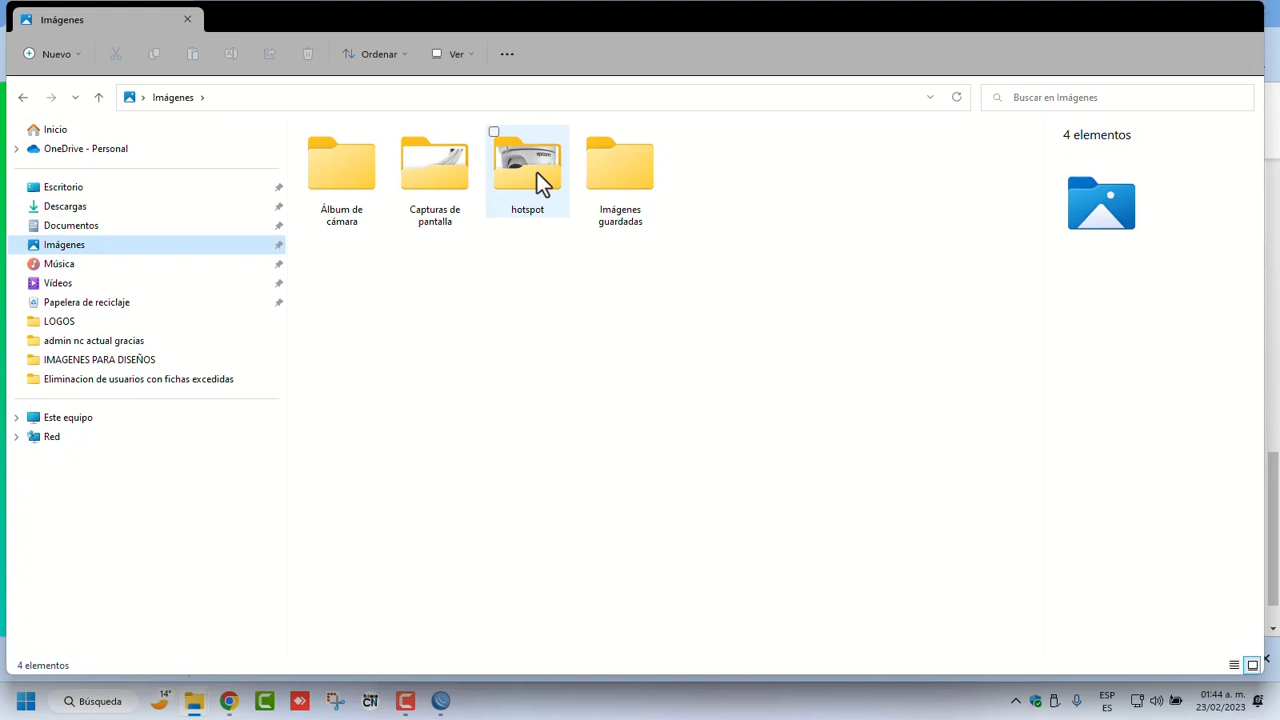 Imágenes
Nuevo
Ordenar
Ver
Imágenes
Buscar en Imágenes
Inicio
OneDrive - Personal
Escritorio
Descargas
Documentos
Imágenes
Música
Vídeos
Papelera de reciclaje
LOGOS
admin nc actual gracias
IMAGENES PARA DISEÑOS
Eliminacion de usuarios con fichas excedidas
Este equipo
Red
Álbum de
cámara
Capturas de
pantalla
epcom
hotspot
Imágenes
guardadas
4 elementos
4 elementos
14°
Búsqueda
CN
ESP
ES
01:44 a. m.
23/02/2023